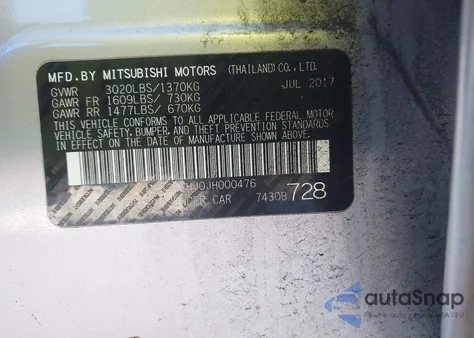 MFD.BY MITSUBISHI MOTORS (THAILAND) CO., LTD.
GVWR 3020LBS/1370KG JUL 2017
GAWR FR 1609LBS/ 730KG
GAWR RR 1477LBS/ 670KG
THIS VEHICLE CONFORMS TO ALL APPLICABLE FEDERAL MOTOR
VEHICLE SAFETY, BUMPER, AND THEFT PREVENTION STANDARDS
IN EFFECT ON THE DATE OF MANUFACTURE SHOWN ABOVE.
JH000476
CAR 7430B 728
autoSnap